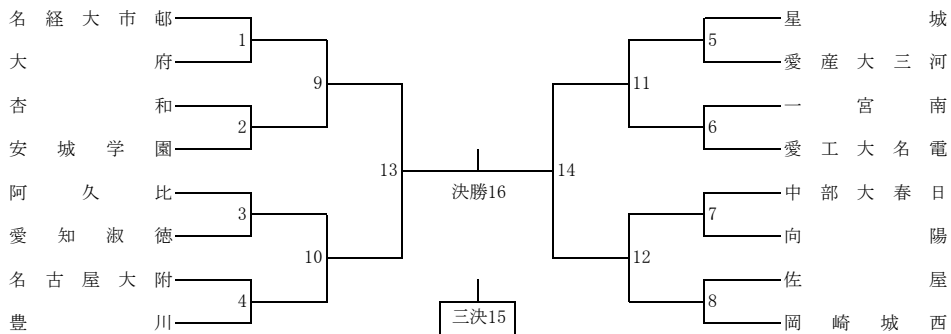 名経大市邨
大府
杏和
安城学園
阿久比
愛知淑徳
名古屋大附
豊川
1
2
3
4
9
10
13
決勝16
三決15
14
11
12
5
6
7
8
星城
愛産大三河
一宮南
愛工大名電
中部大春日
向陽
佐屋
岡崎城西